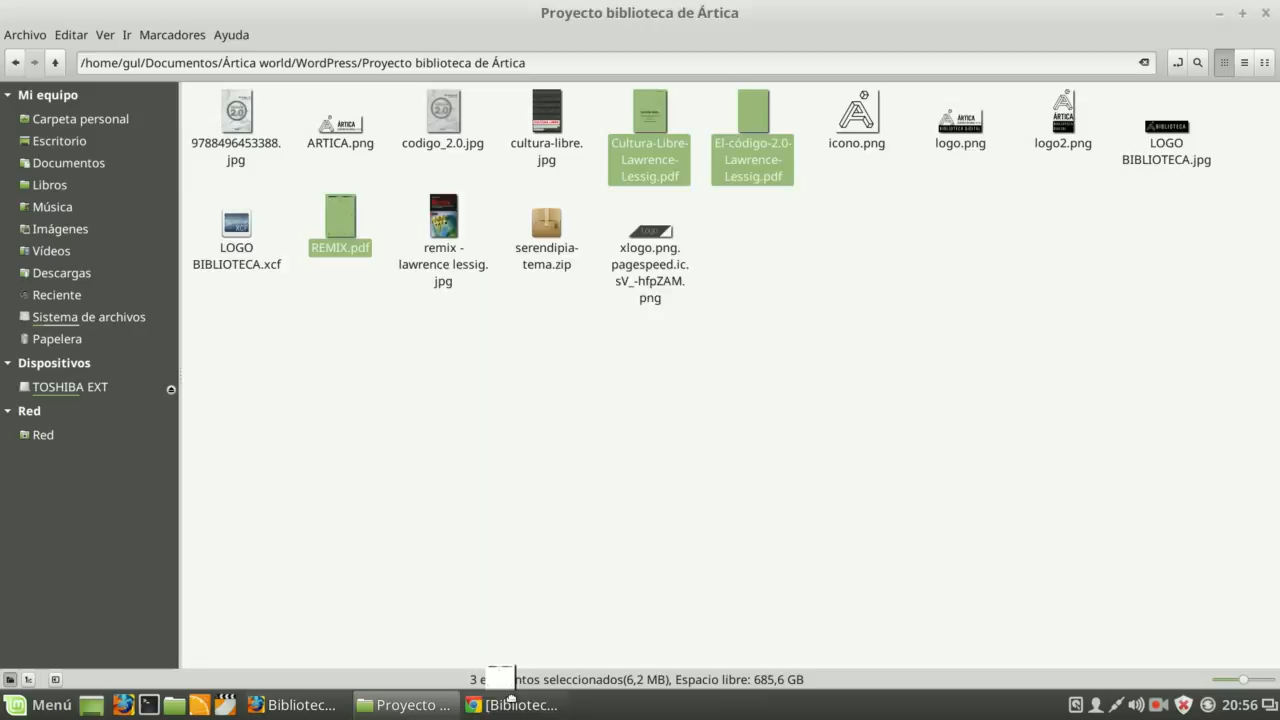 Proyecto biblioteca de Ártica
Archivo Editar Ver Ir Marcadores Ayuda
/home/gul/Documentos/Ártica world/WordPress/Proyecto biblioteca de Ártica
Mi equipo
Carpeta personal
Escritorio
Documentos
Libros
Música
Imágenes
Vídeos
Descargas
Reciente
Sistema de archivos
Papelera
Dispositivos
TOSHIBA EXT
Red
Red
9788496453388.
jpg
ARTICA.png
codigo_2.0.jpg
cultura-libre.
jpg
Cultura-Libre-
Lawrence-
Lessig.pdf
El-código-2.0-
Lawrence-
Lessig.pdf
icono.png
logo.png
logo2.png
LOGO
BIBLIOTECA.jpg
LOGO
BIBLIOTECA.xcf
REMIX.pdf
remix -
lawrence lessig.
jpg
serendipia-
tema.zip
xlogo.png.
pagespeed.ic.
sV_-hfpZAM.
png
3 e ntos seleccionados(6,2 MB), Espacio libre: 685,6 GB
Menú Bibliotec... Proyecto ... [Bibliotec... 20:56